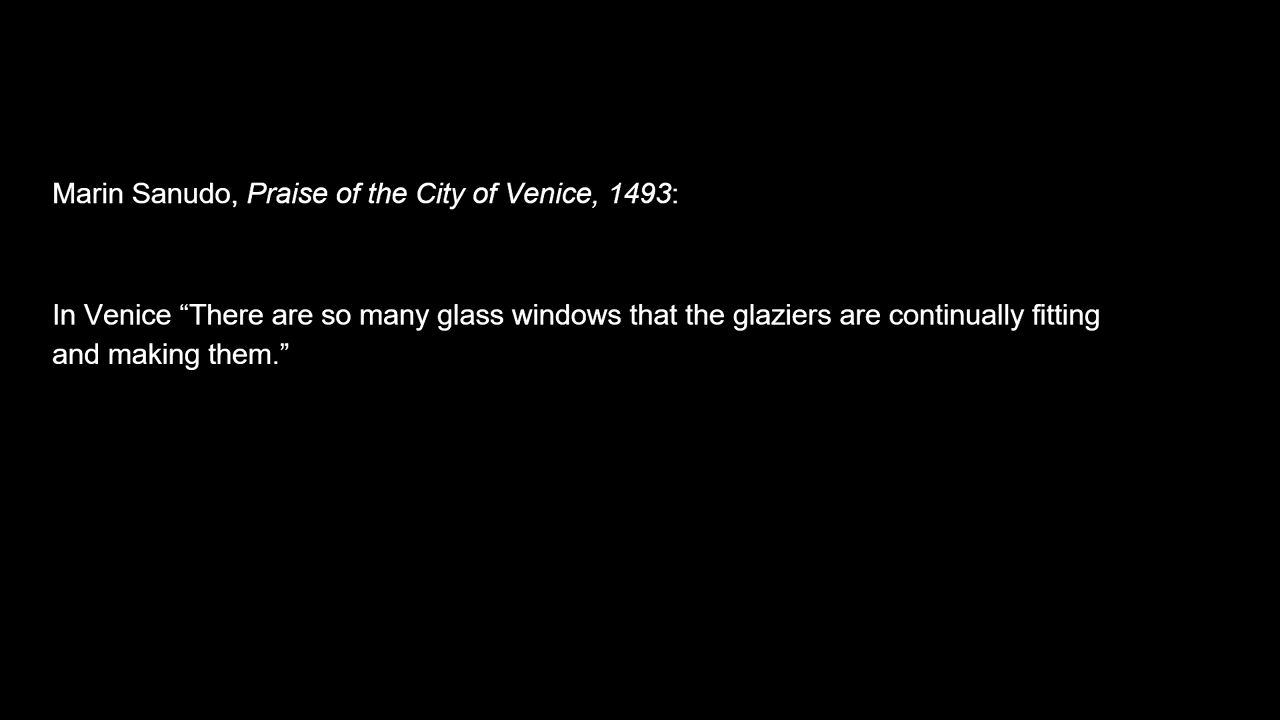 Marin Sanudo, Praise of the City of Venice, 1493:
In Venice “There are so many glass windows that the glaziers are continually fitting
and making them.”